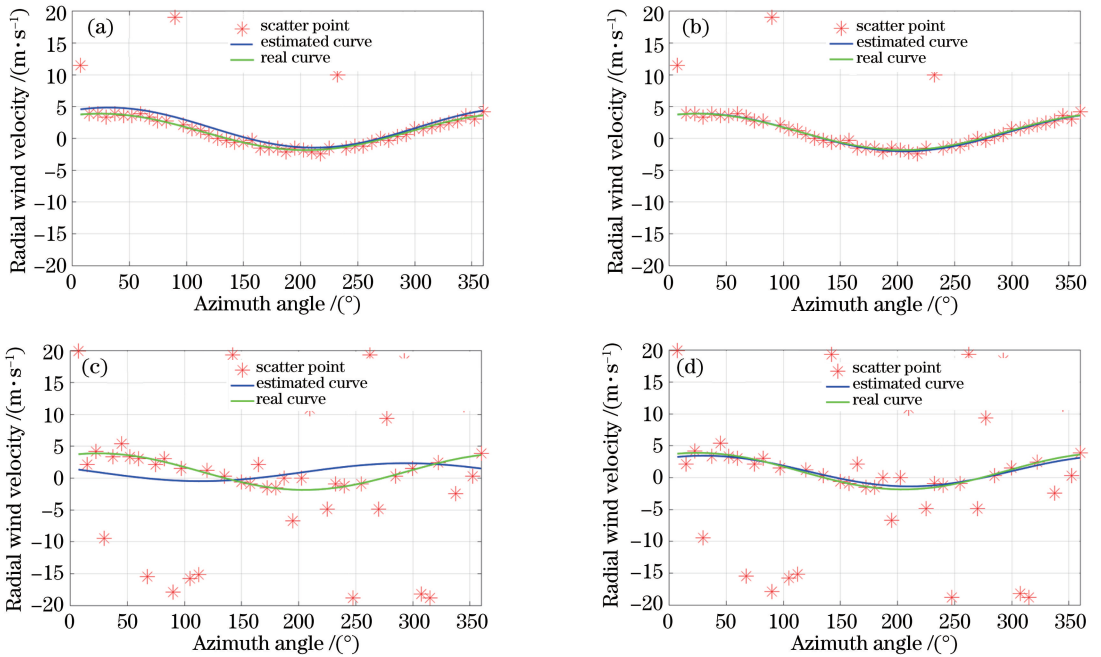 (a)
scatter point
estimated curve
real curve
20
15
10
5
0
−5
−10
−15
−20
0
50
100
150
200
250
300
350
Radial wind velocity /(m·s⁻¹)
Azimuth angle /(°)
(b)
scatter point
estimated curve
real curve
20
15
10
5
0
−5
−10
−15
−20
0
50
100
150
200
250
300
350
Radial wind velocity /(m·s⁻¹)
Azimuth angle /(°)
(c)
scatter point
estimated curve
real curve
20
15
10
5
0
−5
−10
−15
−20
0
50
100
150
200
250
300
350
Radial wind velocity /(m·s⁻¹)
Azimuth angle /(°)
(d)
scatter point
estimated curve
real curve
20
15
10
5
0
−5
−10
−15
−20
0
50
100
150
200
250
300
350
Radial wind velocity /(m·s⁻¹)
Azimuth angle /(°)